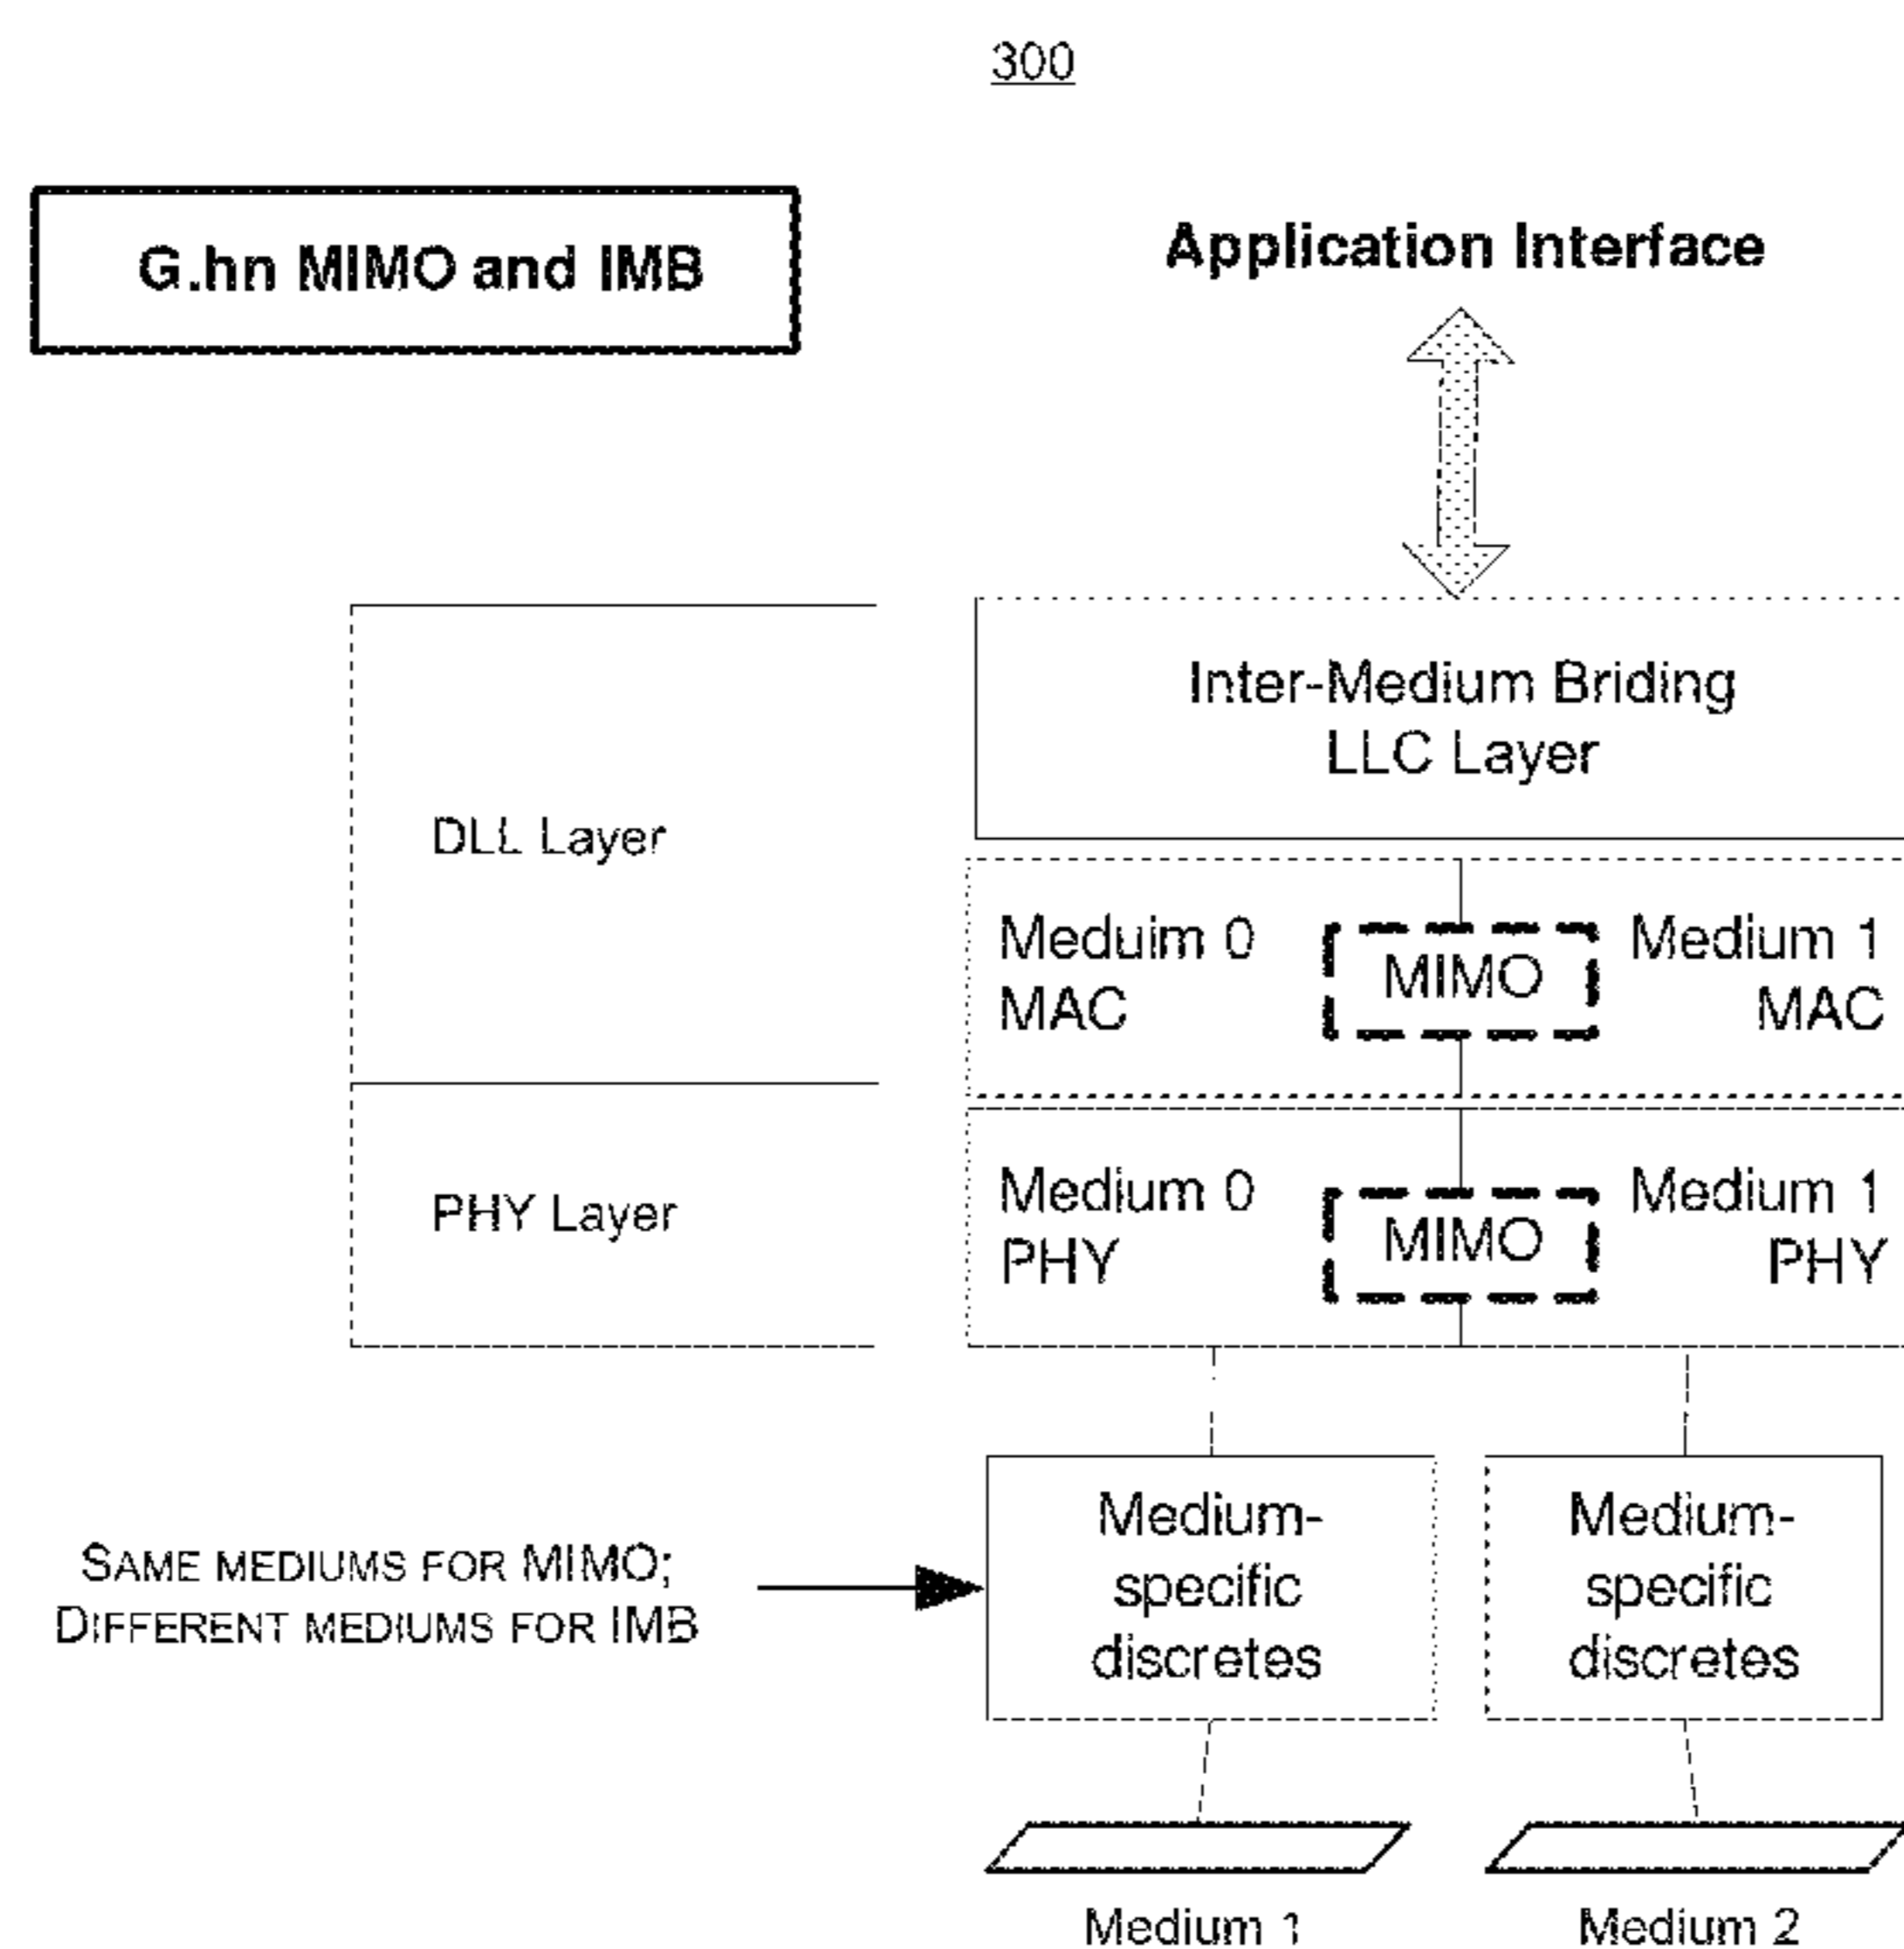 300
G.hn MIMO and IMB
Application Interface
Inter-Medium Briding
LLC Layer
DLL Layer
Meduim 0
MAC
MIMO
Medium 1
MAC
PHY Layer
Medium 0
PHY
MIMO
Medium 1
PHY
SAME MEDIUMS FOR MIMO;
DIFFERENT MEDIUMS FOR IMB
Medium-
specific
discretes
Medium-
specific
discretes
Medium 1
Medium 2